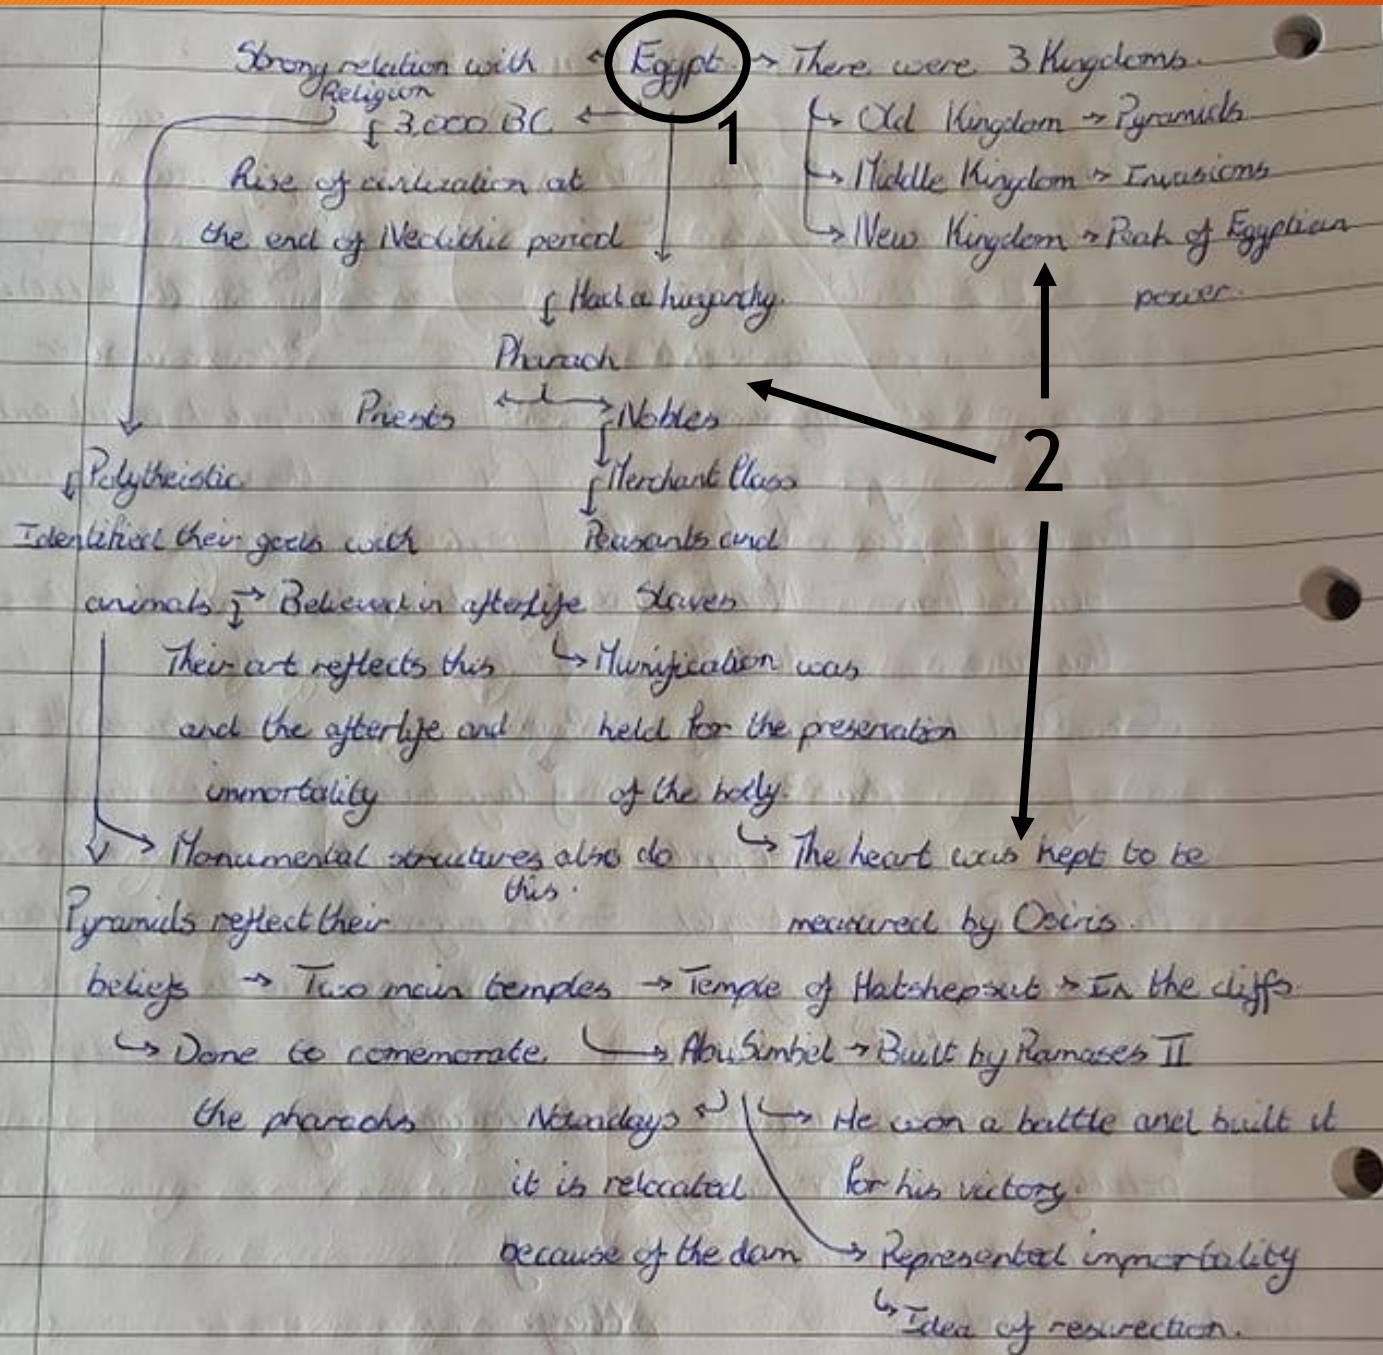 Strong relation with ← Egypt → There were 3 Kingdoms.
Religion
3,000 BC ← 1 ↳ Old Kingdom → Pyramids
Rise of civilization at ↳ Middle Kingdom → Invasions
the end of Neolithic period ↳ New Kingdom → Peak of Egyptian
Had a hierarchy. power.
Pharaoh
Priests ← → Nobles
2
Polytheistic Merchant Class
Identified their gods with Peasants and
animals → Believed in afterlife Slaves
Their art reflects this ↳ Mumification was
and the afterlife and held for the preservation
immortality of the body.
→ Monumental structures also do ↳ The heart was kept to be
this.
Pyramids reflect their measured by Osiris.
beliefs → Two main temples → Temple of Hatshepsut → In the cliffs.
↳ Done to comemorate ↳ Abu Simbel → Built by Ramases II
the pharaohs Nowadays ↳ He won a battle and built it
it is relocated for his victory.
because of the dam → Represented immortality
↳ Idea of resurection.